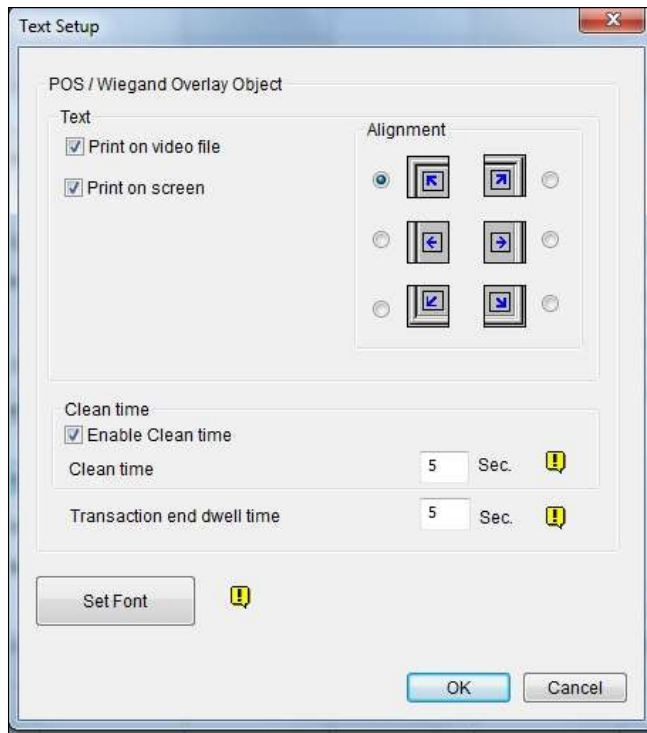 Text Setup
POS / Wiegand Overlay Object
Text
Print on video file
Print on screen
Alignment
Clean time
Enable Clean time
Clean time 5 Sec.
Transaction end dwell time 5 Sec.
Set Font
OK Cancel